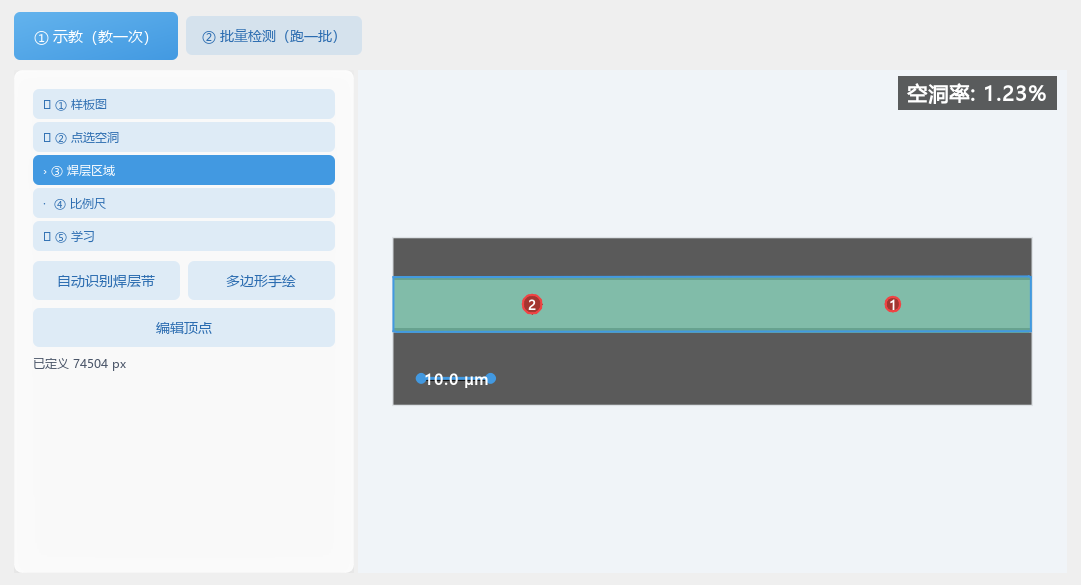 ① 示教（教一次）
② 批量检测（跑一批）
① 样板图
② 点选空洞
› ③ 焊层区域
· ④ 比例尺
⑤ 学习
自动识别焊层带
多边形手绘
编辑顶点
已定义 74504 px
空洞率: 1.23%
2
1
10.0 µm